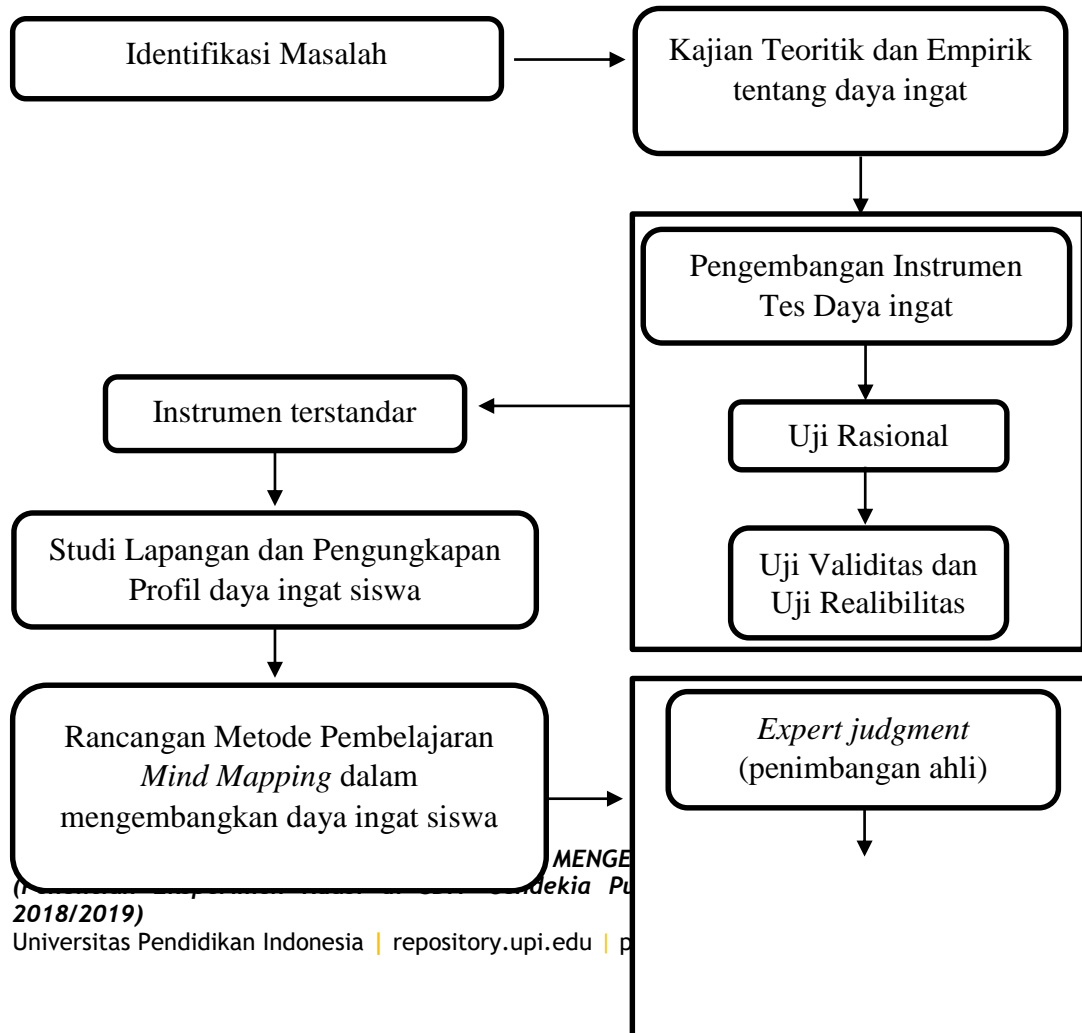 Identifikasi Masalah
Kajian Teoritik dan Empirik
tentang daya ingat
Pengembangan Instrumen
Tes Daya ingat
Uji Rasional
Uji Validitas dan
Uji Realibilitas
Instrumen terstandar
Studi Lapangan dan Pengungkapan
Profil daya ingat siswa
Rancangan Metode Pembelajaran
Mind Mapping dalam
mengembangkan daya ingat siswa
Expert judgment
(penimbangan ahli)
MENGE
2018/2019)
Universitas Pendidikan Indonesia | repository.upi.edu | p